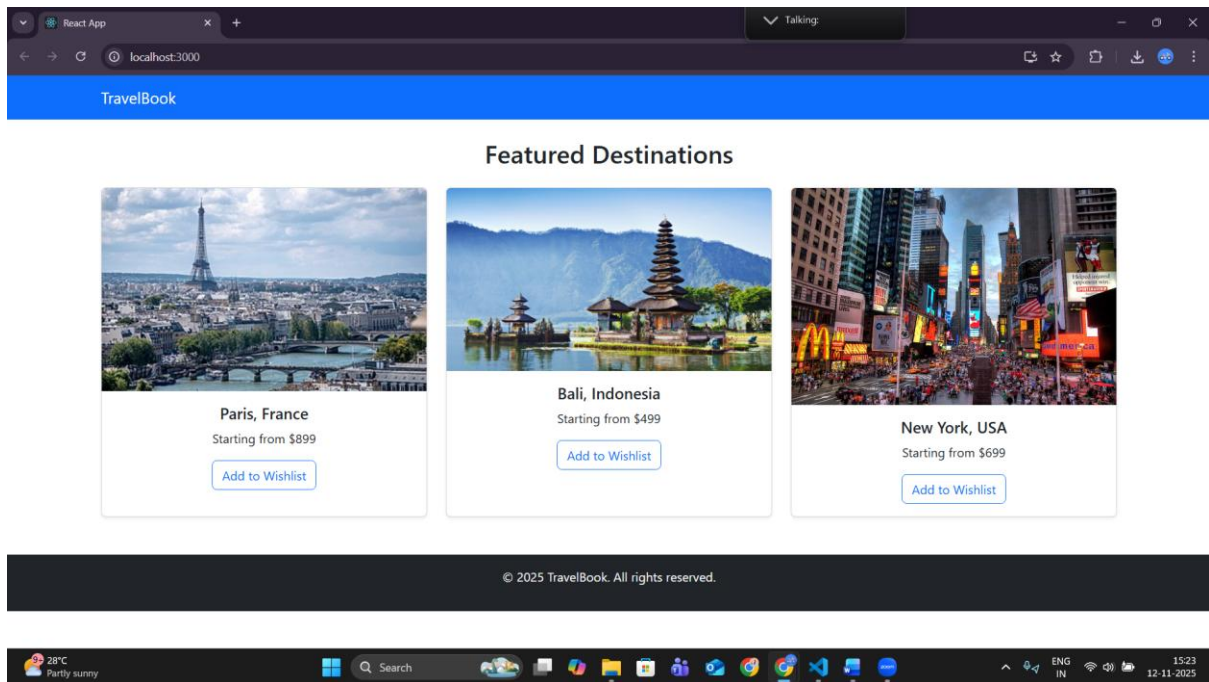 React App
Talking:
localhost:3000
TravelBook
Featured Destinations
Paris, France
Starting from $899
Add to Wishlist
Bali, Indonesia
Starting from $499
Add to Wishlist
New York, USA
Starting from $699
Add to Wishlist
© 2025 TravelBook. All rights reserved.
28°C
Partly sunny
Search
ENG
IN
15:23
12-11-2025